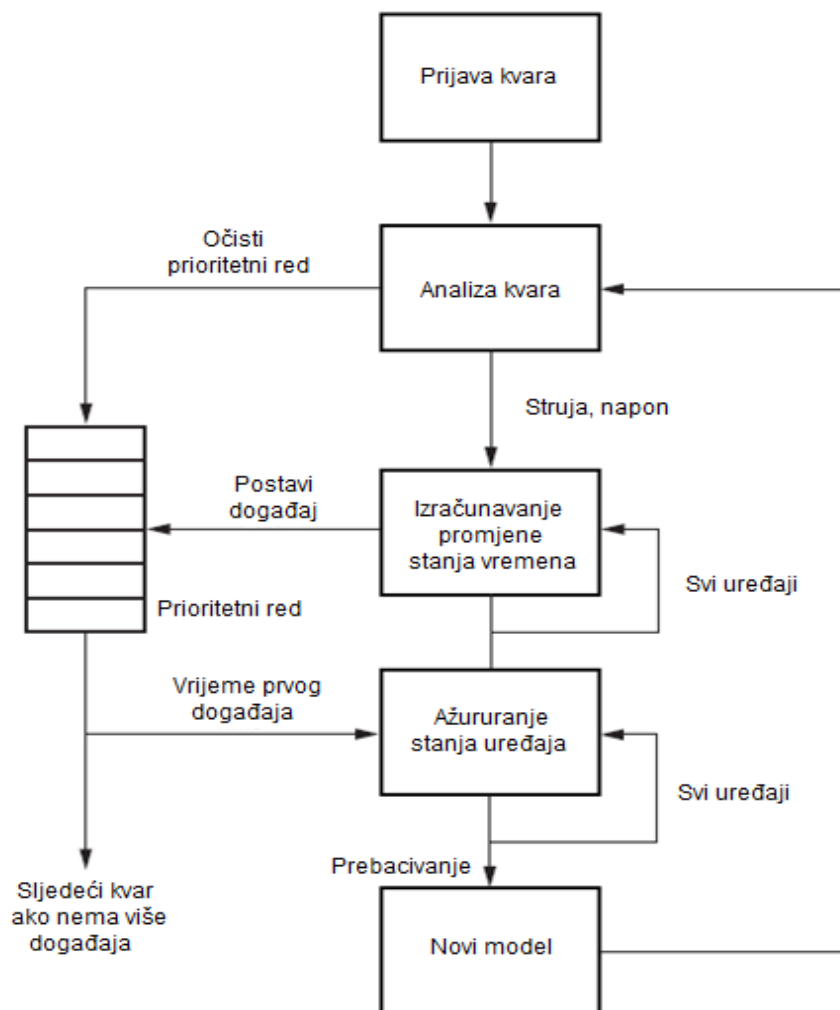 Prijava kvara
Očisti
prioritetni red
Analiza kvara
Struja, napon
Postavi
događaj
Izračunavanje
promjene
stanja vremena
Svi uređaji
Prioritetni red
Vrijeme prvog
događaja
Ažururanje
stanja uređaja
Svi uređaji
Prebacivanje
Sljedeći kvar
ako nema više
događaja
Novi model